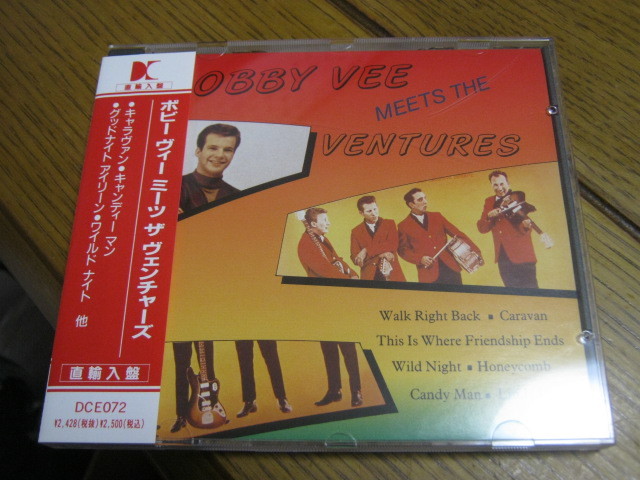 DC
直輸入盤
ボビー ヴィー ミーツ ザ ヴェンチャーズ
●キャラヴァン●キャンディー マン
●グッドナイト アイリーン●ワイルド ナイト 他
直輸入盤
DCE072
¥2,428(税抜)¥2,500(税込)
OBBY VEE
MEETS THE
VENTURES
Walk Right Back ▪ Caravan
This Is Where Friendship Ends
Wild Night ▪ Honeycomb
Candy Man ▪